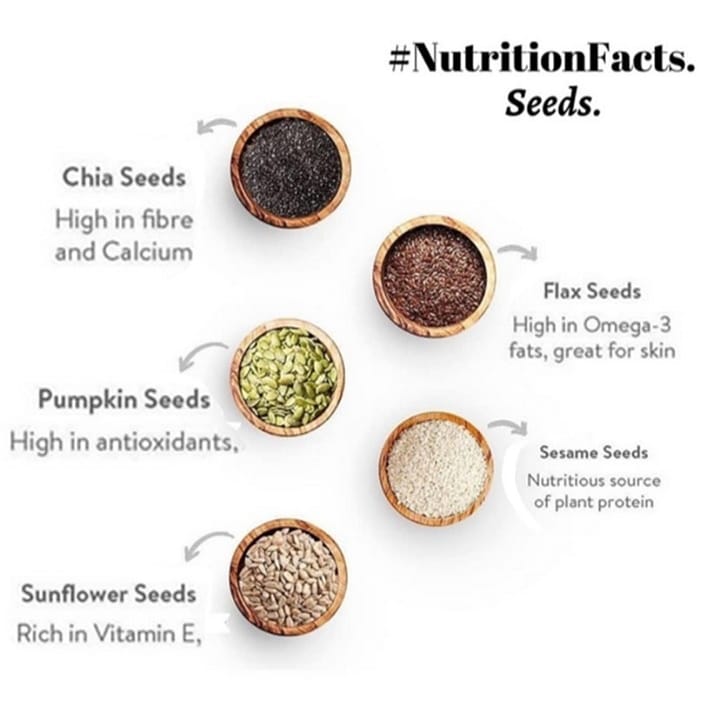 #NutritionFacts.
Seeds.
Chia Seeds
High in fibre
and Calcium
Flax Seeds
High in Omega-3
fats, great for skin
Pumpkin Seeds
High in antioxidants,
Sesame Seeds
Nutritious source
of plant protein
Sunflower Seeds
Rich in Vitamin E,